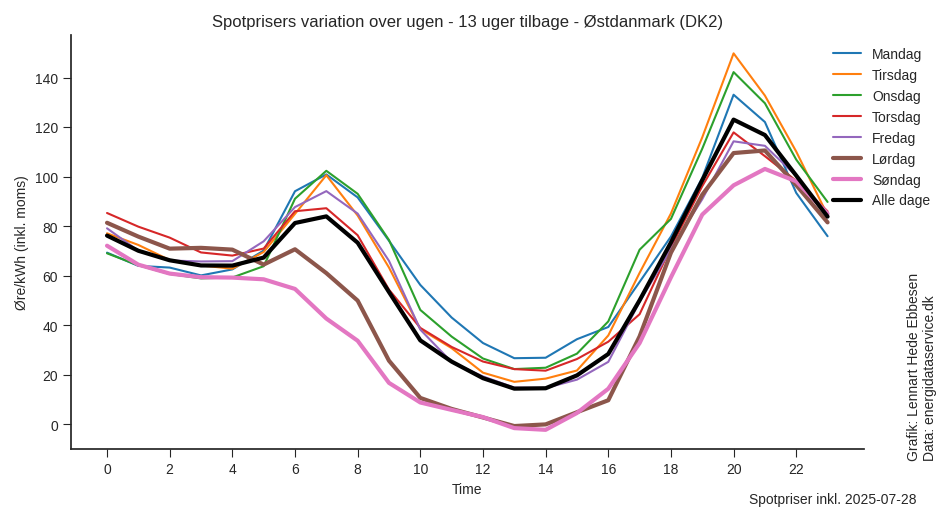 Spotprisers variation over ugen - 13 uger tilbage - Østdanmark (DK2)
Mandag
Tirsdag
Onsdag
Torsdag
Fredag
Lørdag
Søndag
Alle dage
Øre/kWh (inkl. moms)
140
120
100
80
60
40
20
0
0 2 4 6 8 10 12 14 16 18 20 22
Time
Grafik: Lennart Hede Ebbesen
Data: energidataservice.dk
Spotpriser inkl. 2025-07-28